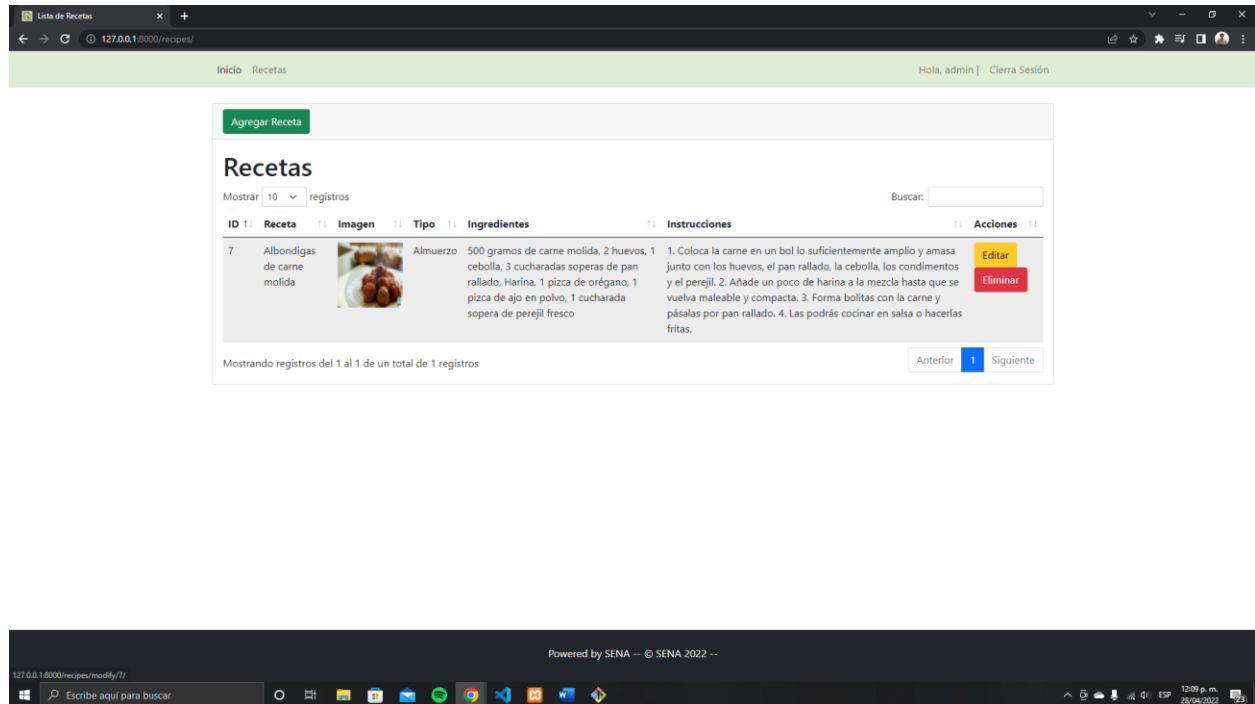 Lista de Recetas
127.0.0.1:8000/recipes/
Inicio Recetas Hola, admin | Cierra Sesión
Agregar Receta
Recetas
Mostrar 10 registros Buscar:
ID Receta Imagen Tipo Ingredientes Instrucciones Acciones
7 Albondigas de carne molida Almuerzo
500 gramos de carne molida, 2 huevos, 1
cebolla, 3 cucharadas soperas de pan
rallado, Harina, 1 pizca de orégano, 1
pizca de ajo en polvo, 1 cucharada
sopera de perejil fresco
1. Coloca la carne en un bol lo suficientemente amplio y amasa
junto con los huevos, el pan rallado, la cebolla, los condimentos
y el perejil. 2. Añade un poco de harina a la mezcla hasta que se
vuelva maleable y compacta. 3. Forma bolitas con la carne y
pásalas por pan rallado. 4. Las podrás cocinar en salsa o hacerlas
fritas.
Editar
Eliminar
Mostrando registros del 1 al 1 de un total de 1 registros
Anterior 1 Siguiente
Powered by SENA -- © SENA 2022 --
127.0.0.1:8000/recipes/modify/7/
Escribe aquí para buscar
ESP
12:09 p. m.
28/04/2022